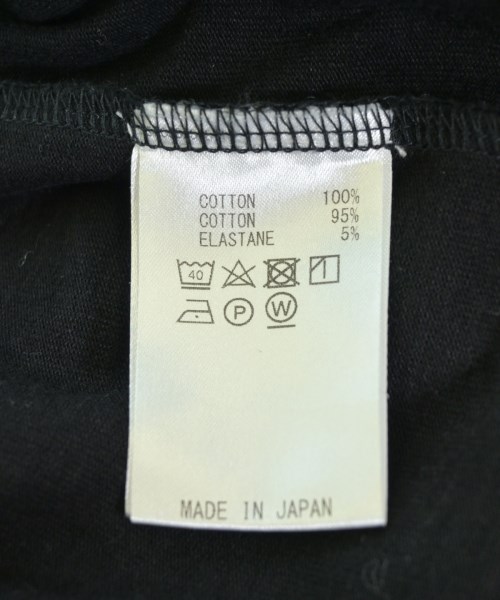 COTTON 100%
COTTON 95%
ELASTANE 5%
40
P W
MADE IN JAPAN